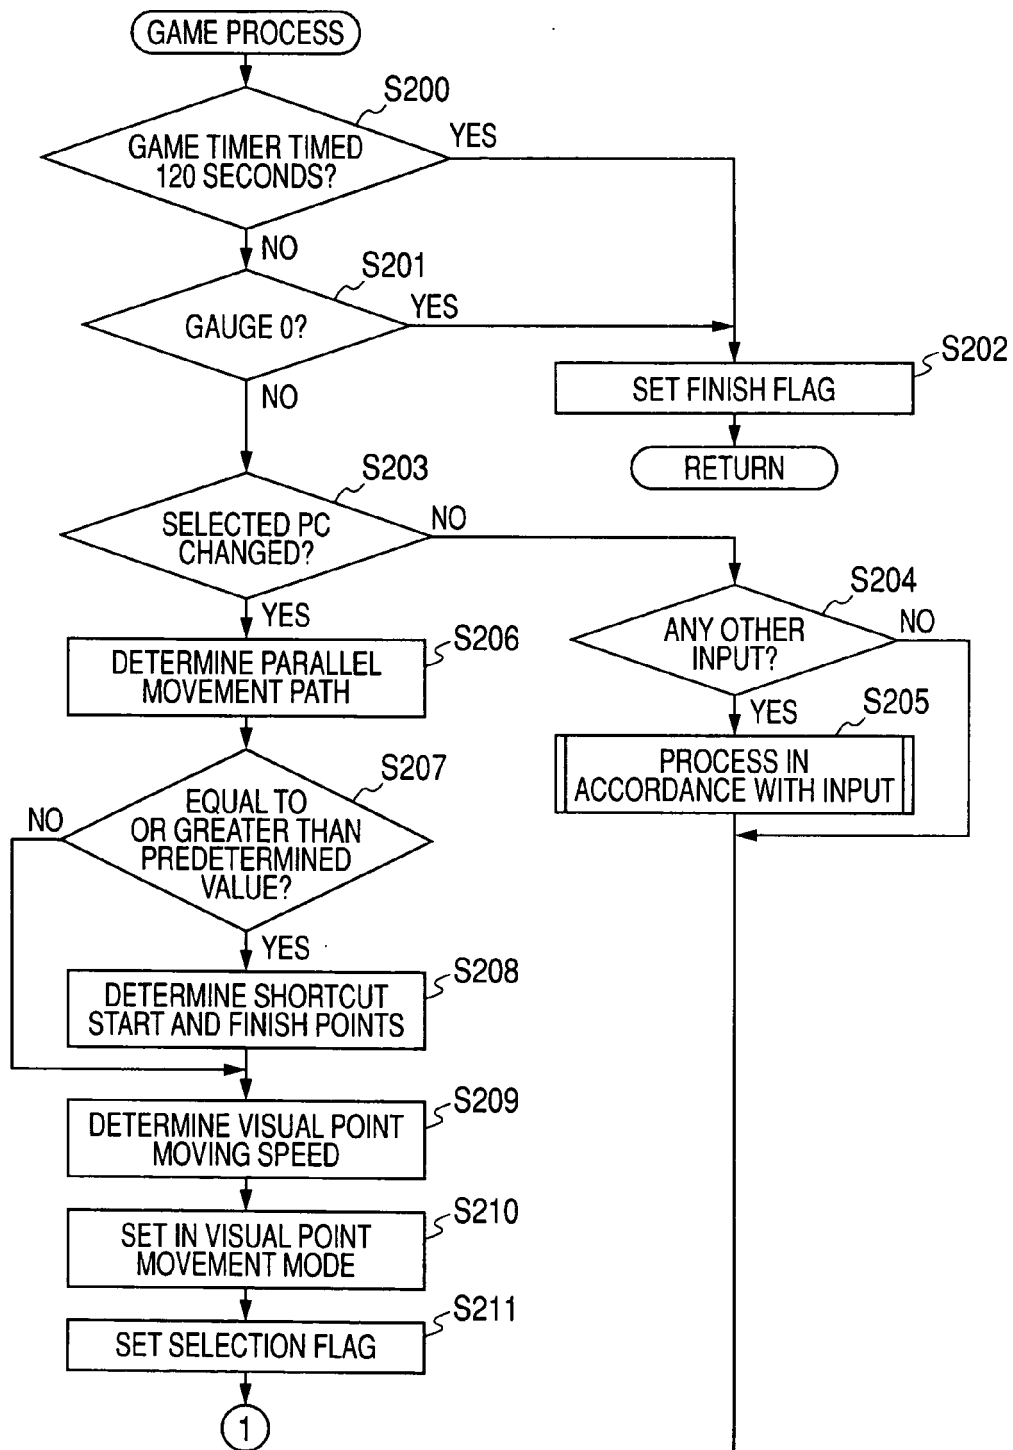 GAME PROCESS
S200
GAME TIMER TIMED
120 SECONDS?
YES
NO
S201
GAUGE 0?
YES
NO
S202
SET FINISH FLAG
RETURN
S203
SELECTED PC
CHANGED?
NO
YES
S204
ANY OTHER
INPUT?
NO
YES
S205
PROCESS IN
ACCORDANCE WITH INPUT
S206
DETERMINE PARALLEL
MOVEMENT PATH
S207
EQUAL TO
OR GREATER THAN
PREDETERMINED
VALUE?
NO
YES
S208
DETERMINE SHORTCUT
START AND FINISH POINTS
S209
DETERMINE VISUAL POINT
MOVING SPEED
S210
SET IN VISUAL POINT
MOVEMENT MODE
S211
SET SELECTION FLAG
1